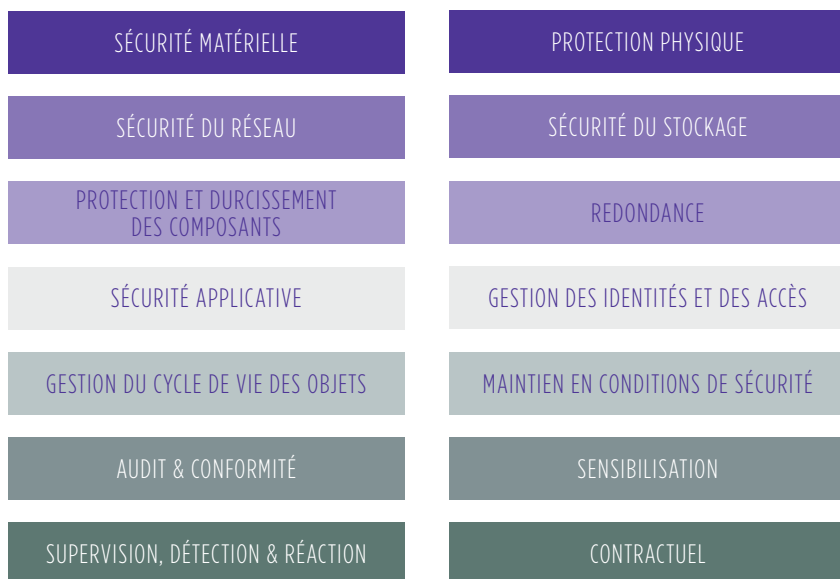 SÉCURITÉ MATÉRIELLE
PROTECTION PHYSIQUE
SÉCURITÉ DU RÉSEAU
SÉCURITÉ DU STOCKAGE
PROTECTION ET DURCISSEMENT
DES COMPOSANTS
REDONDANCE
SÉCURITÉ APPLICATIVE
GESTION DES IDENTITÉS ET DES ACCÈS
GESTION DU CYCLE DE VIE DES OBJETS
MAINTIEN EN CONDITIONS DE SÉCURITÉ
AUDIT & CONFORMITÉ
SENSIBILISATION
SUPERVISION, DÉTECTION & RÉACTION
CONTRACTUEL